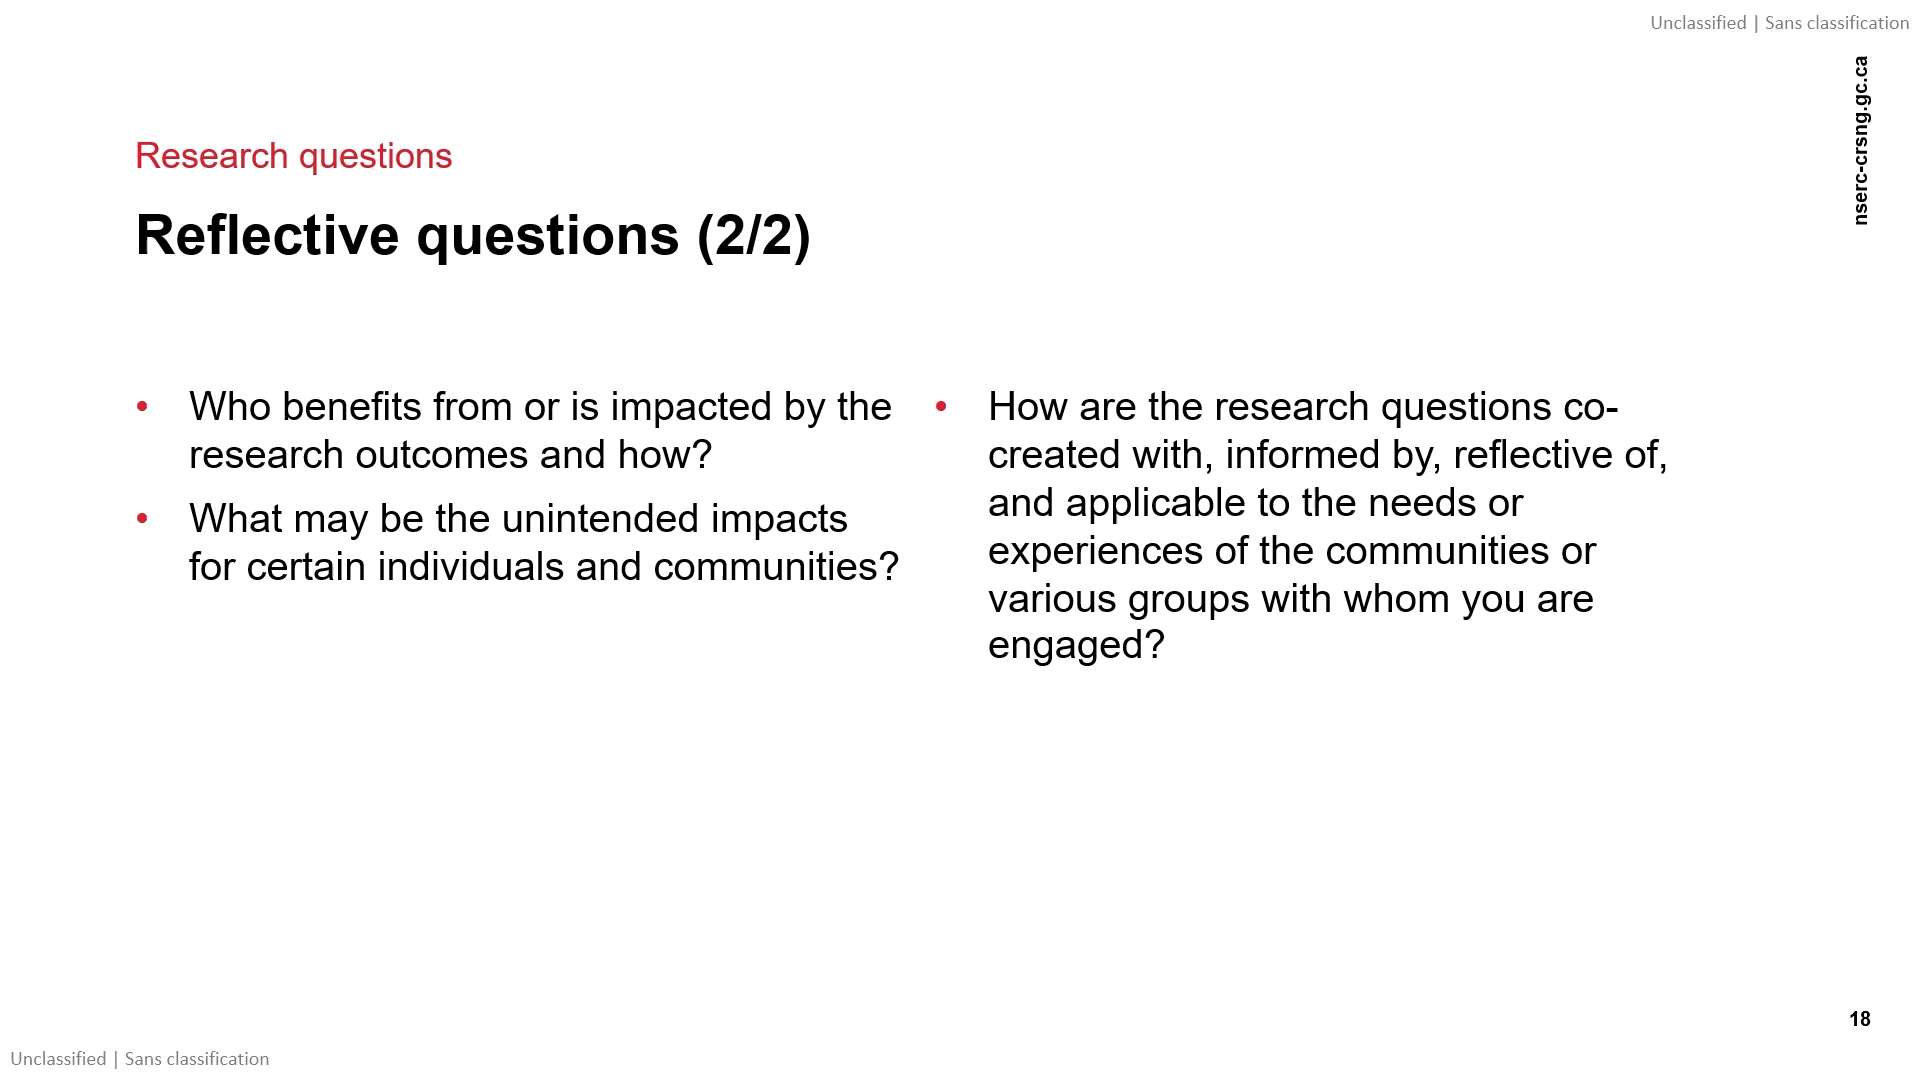 Unclassified | Sans classification
nserc-crsng.gc.ca
Research questions
Reflective questions (2/2)
• Who benefits from or is impacted by the
research outcomes and how?
• What may be the unintended impacts
for certain individuals and communities?
• How are the research questions co-
created with, informed by, reflective of,
and applicable to the needs or
experiences of the communities or
various groups with whom you are
engaged?
18
Unclassified | Sans classification